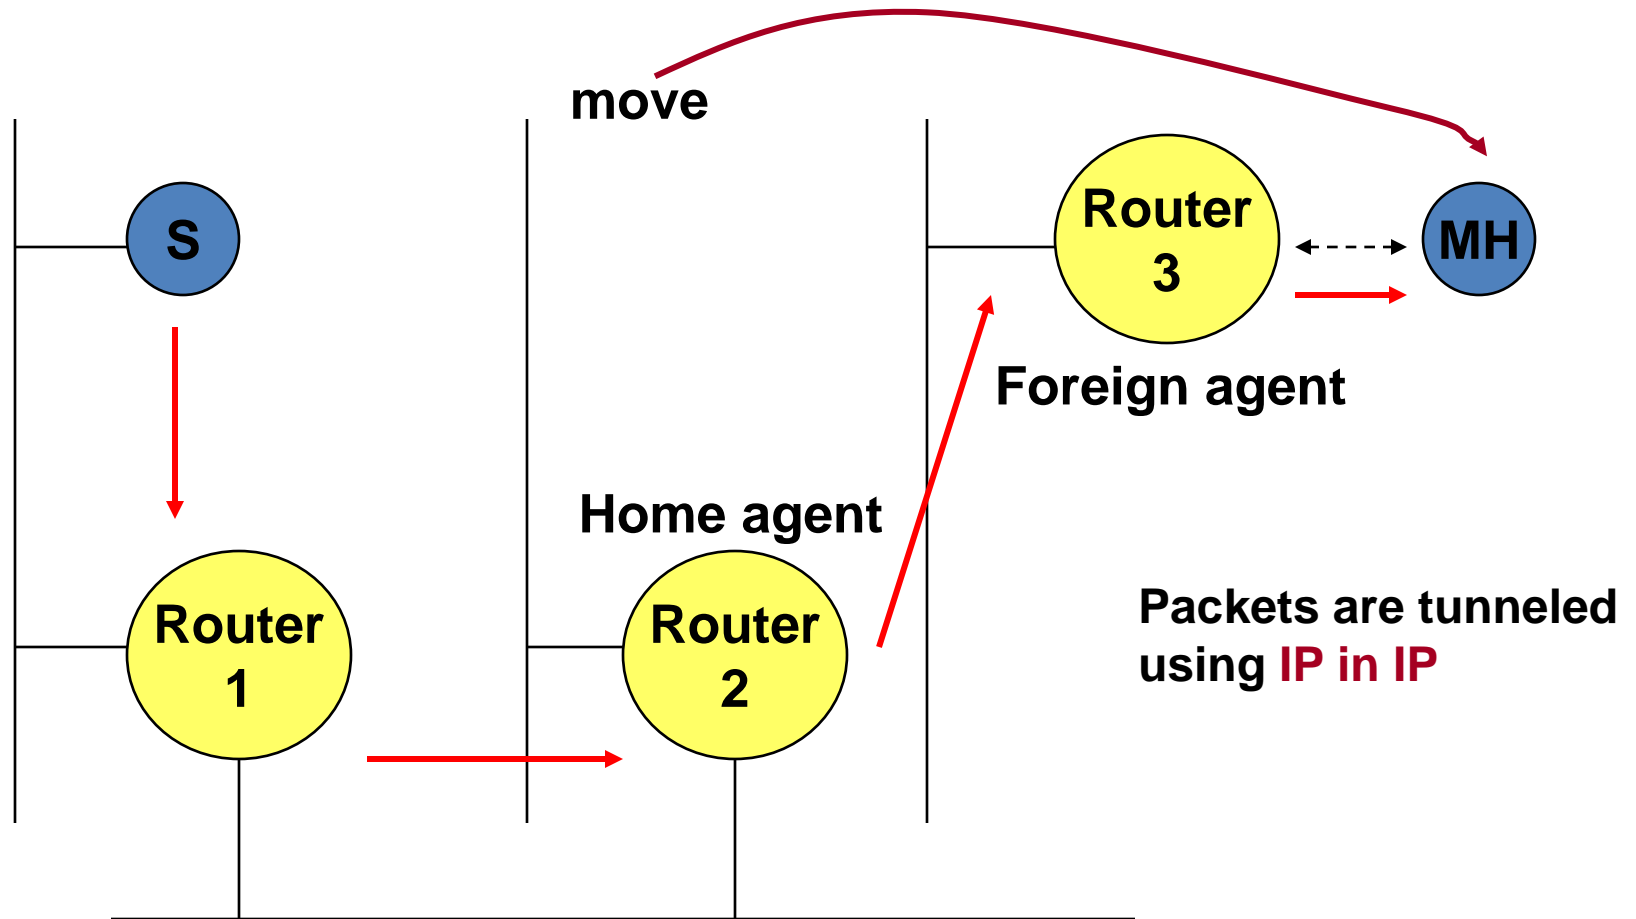 move
S
Router
3
MH
Foreign agent
Home agent
Router
1
Router
2
Packets are tunneled
using IP in IP